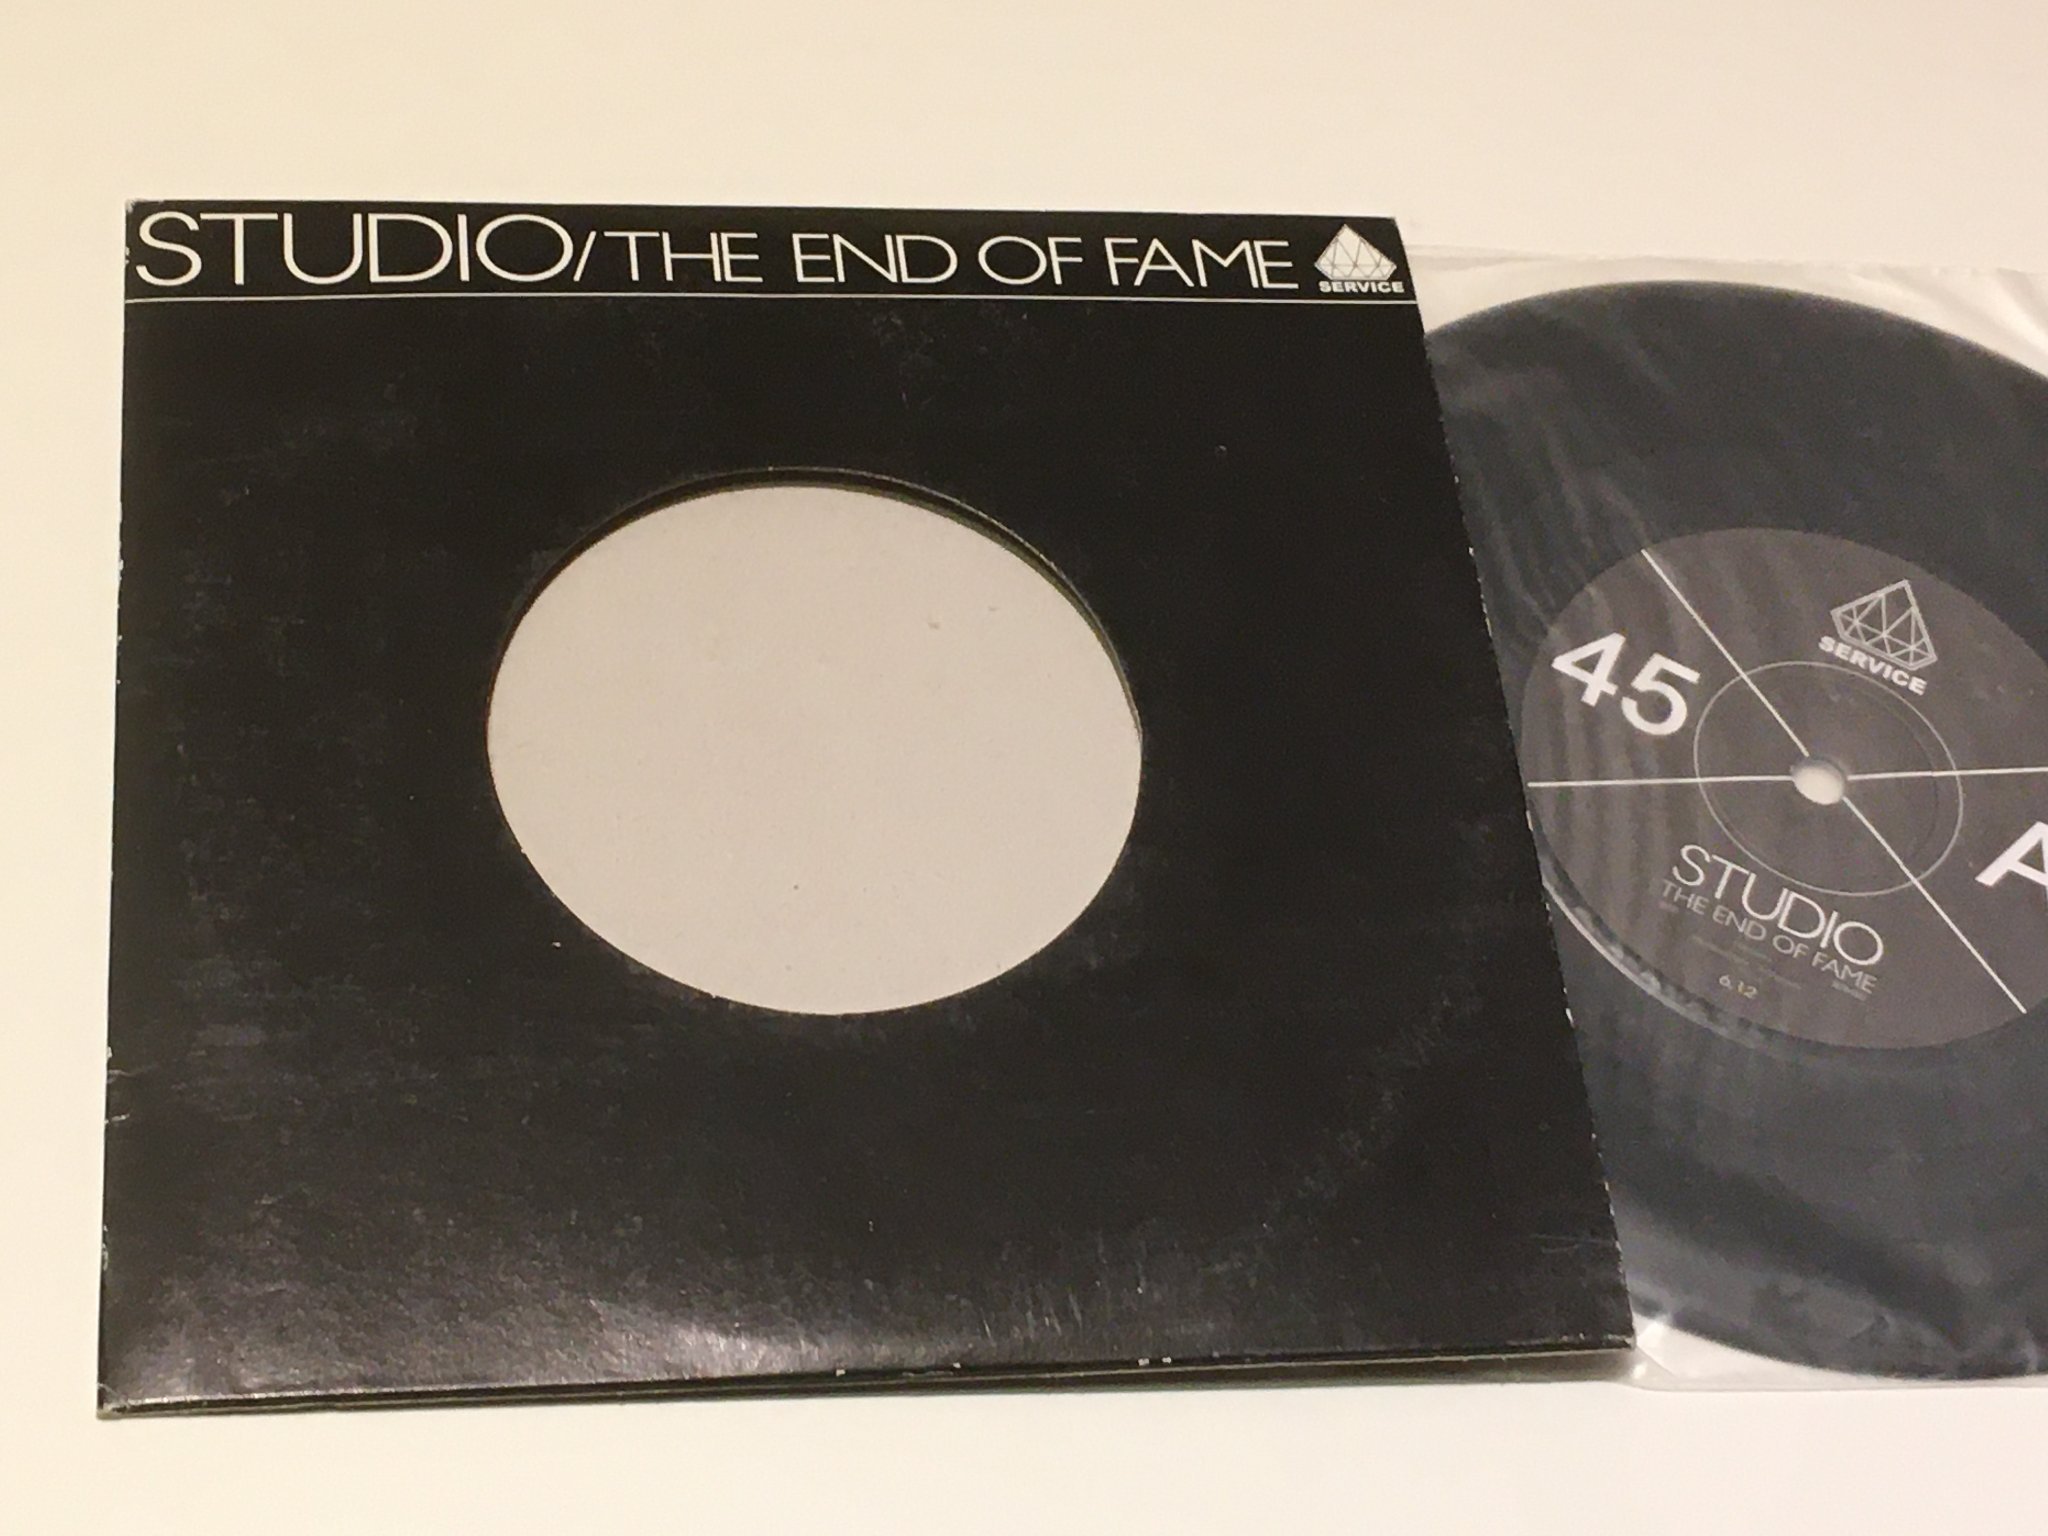 STUDIO/THE END OF FAME
SERVICE
SERVICE
45
A
STUDIO
THE END OF FAME
6.12